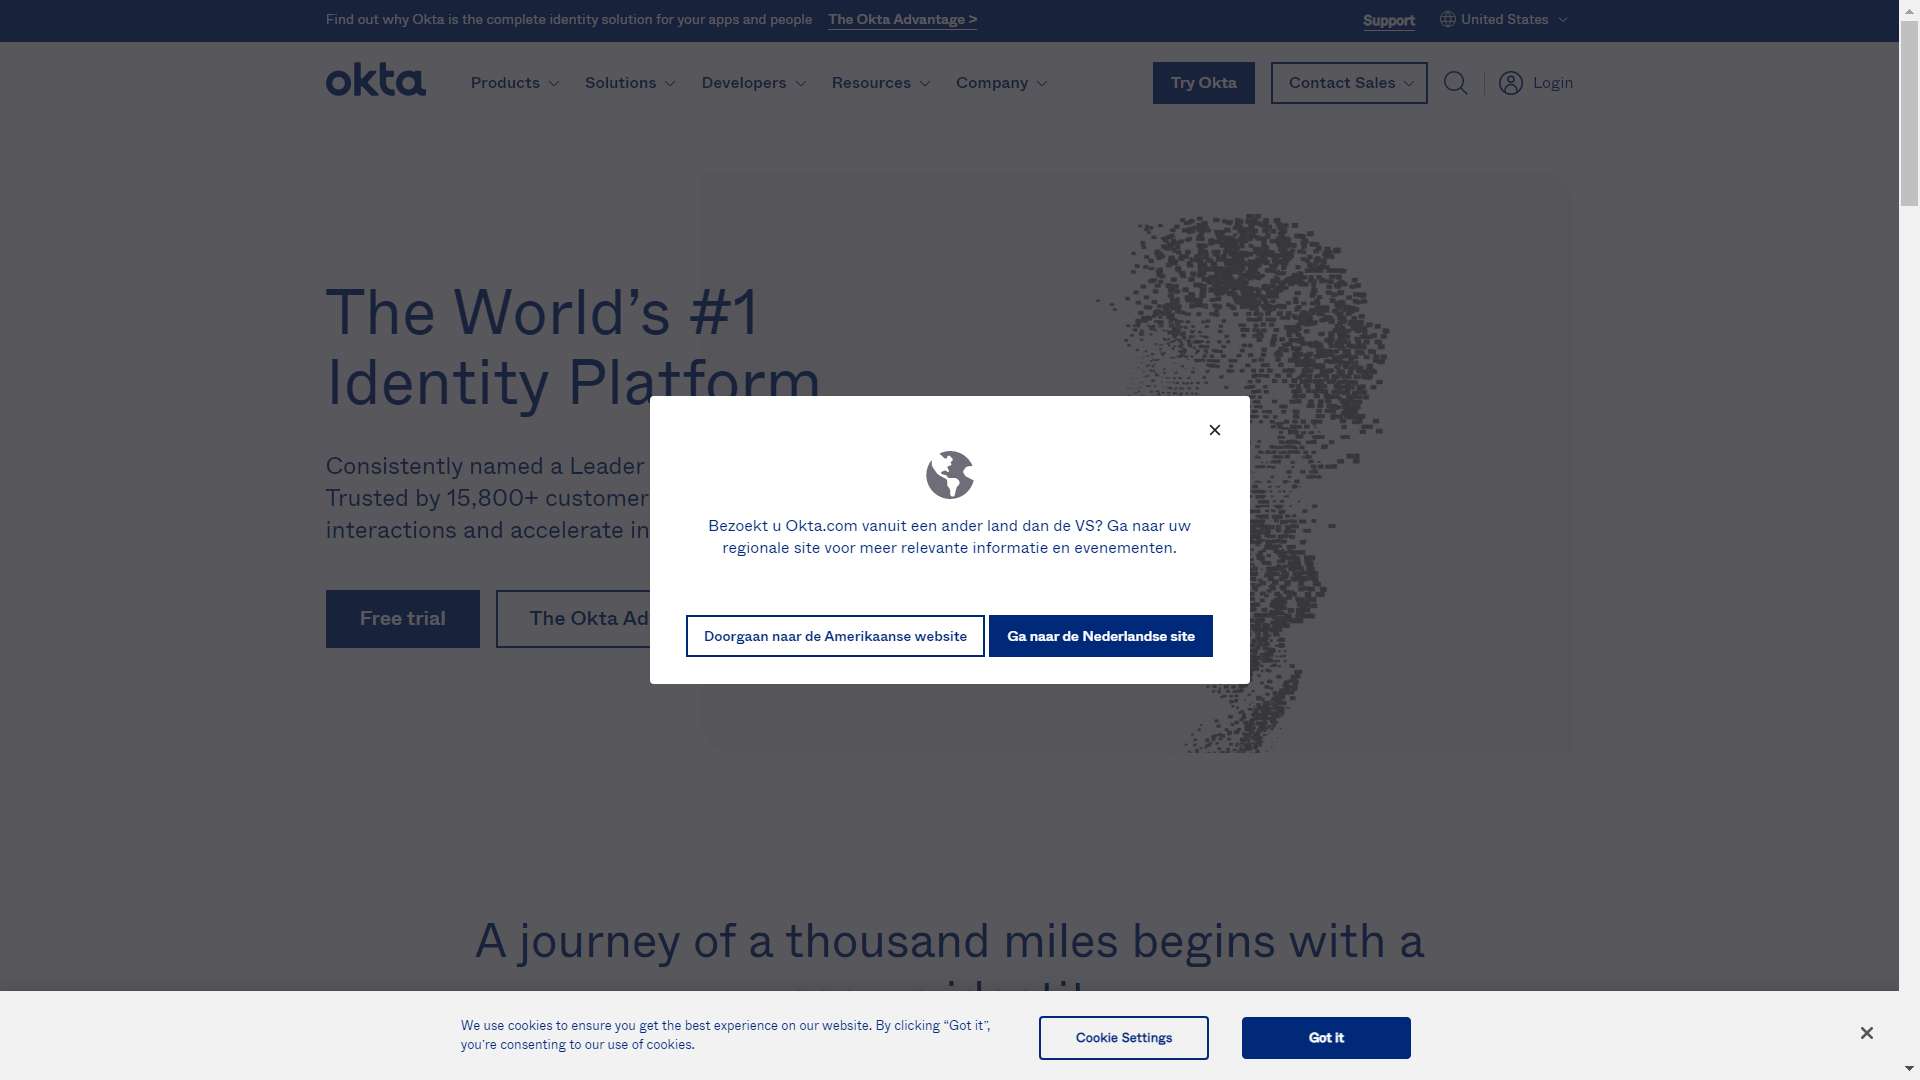 Find out why Okta is the complete identity solution for your apps and people The Okta Advantage >
Support United States
okta Products Solutions Developers Resources Company Try Okta Contact Sales Login
The World’s #1
Identity Platform
Consistently named a Leader
Trusted by 15,800+ customer
interactions and accelerate in
Free trial The Okta Ad
Bezoekt u Okta.com vanuit een ander land dan de VS? Ga naar uw
regionale site voor meer relevante informatie en evenementen.
Doorgaan naar de Amerikaanse website Ga naar de Nederlandse site
A journey of a thousand miles begins with a
We use cookies to ensure you get the best experience on our website. By clicking “Got it”,
you’re consenting to our use of cookies.
Cookie Settings Got it